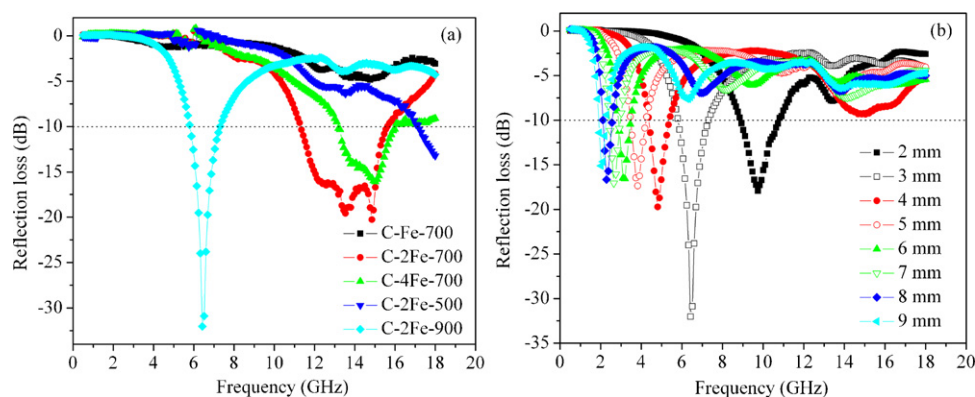 (a)
0
-5
-10
-15
-20
-25
-30
Reflection loss (dB)
C-Fe-700
C-2Fe-700
C-4Fe-700
C-2Fe-500
C-2Fe-900
0 2 4 6 8 10 12 14 16 18 20
Frequency (GHz)
(b)
0
-5
-10
-15
-20
-25
-30
-35
Reflection loss (dB)
2 mm
3 mm
4 mm
5 mm
6 mm
7 mm
8 mm
9 mm
0 2 4 6 8 10 12 14 16 18 20
Frequency (GHz)